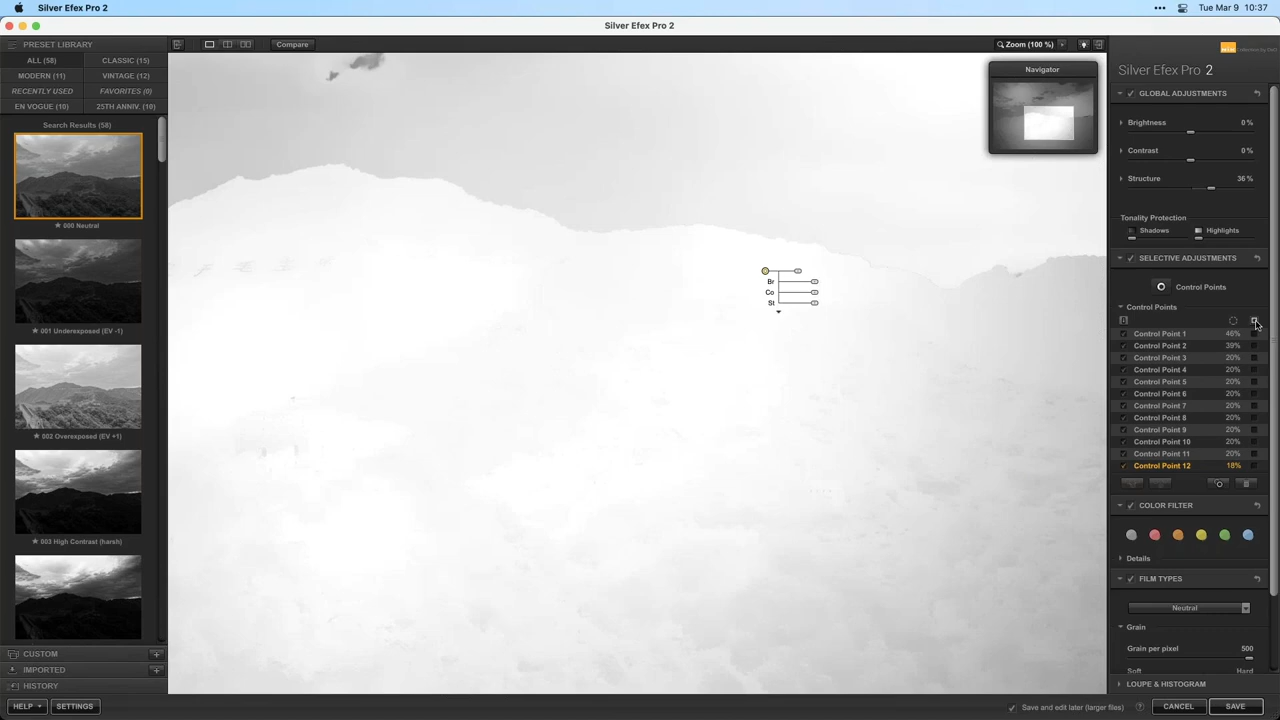 Silver Efex Pro 2
Tue Mar 9 10:37
Silver Efex Pro 2
PRESET LIBRARY
Compare
Zoom (100 %)
ALL (58)
CLASSIC (15)
MODERN (11)
VINTAGE (12)
RECENTLY USED
FAVORITES (0)
EN VOGUE (10)
25TH ANNIV. (10)
Search Results (58)
★ 000 Neutral
★ 001 Underexposed (EV -1)
★ 002 Overexposed (EV +1)
★ 003 High Contrast (harsh)
CUSTOM
IMPORTED
HISTORY
HELP
SETTINGS
Navigator
Br
Co
St
Silver Efex Pro 2
GLOBAL ADJUSTMENTS
Brightness 0 %
Contrast 0 %
Structure 36 %
Tonality Protection
Shadows Highlights
SELECTIVE ADJUSTMENTS
Control Points
Control Points
Control Point 1 46%
Control Point 2 39%
Control Point 3 20%
Control Point 4 20%
Control Point 5 20%
Control Point 6 20%
Control Point 7 20%
Control Point 8 20%
Control Point 9 20%
Control Point 10 20%
Control Point 11 20%
Control Point 12 18%
COLOR FILTER
Details
FILM TYPES
Neutral
Grain
Grain per pixel 500
Soft Hard
LOUPE & HISTOGRAM
Save and edit later (larger files)
CANCEL
SAVE